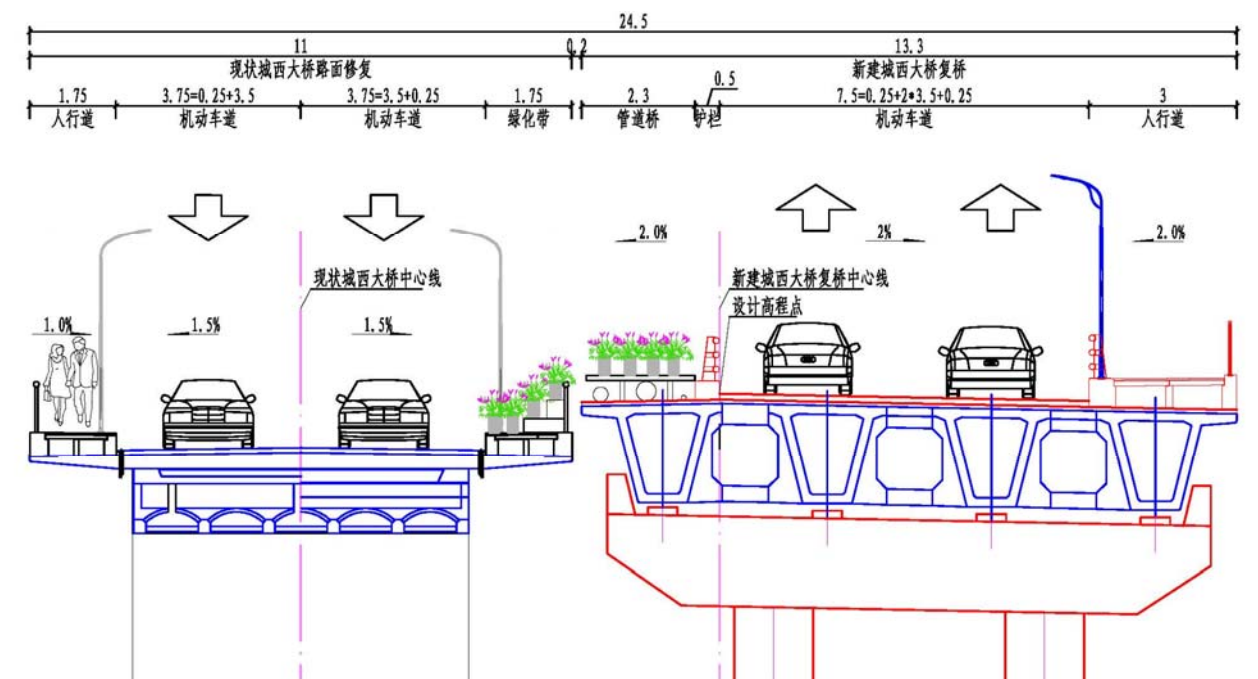 24.5
11 0.2 13.3
现状城西大桥路面修复 新建城西大桥复桥
1.75 3.75=0.25+3.5 3.75=3.5+0.25 1.75 2.3 0.5 7.5=0.25+2*3.5+0.25 3
人行道 机动车道 机动车道 绿化带 管道桥 护栏 机动车道 人行道
2.0% 2% 2.0%
现状城西大桥中心线 新建城西大桥复桥中心线
设计高程点
1.0% 1.5% 1.5%